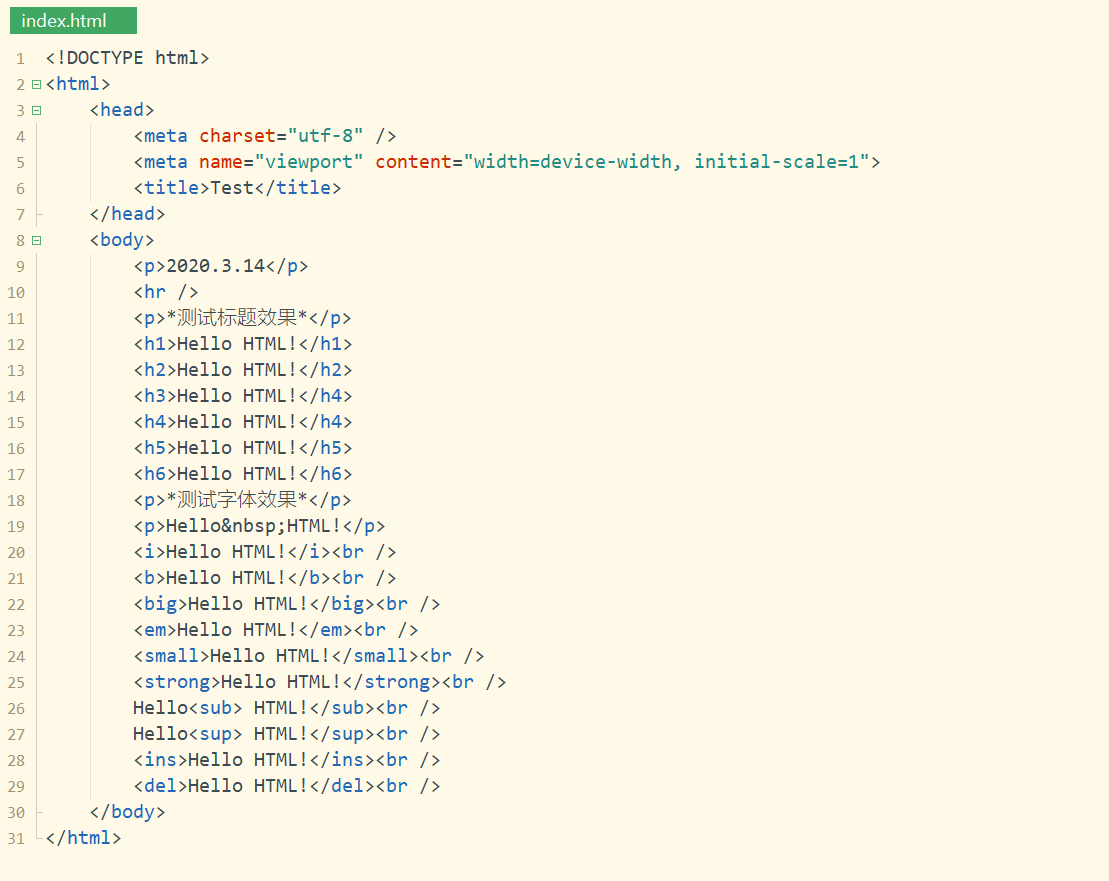 index.html
1 <!DOCTYPE html>
2 <html>
3 <head>
4 <meta charset="utf-8" />
5 <meta name="viewport" content="width=device-width, initial-scale=1">
6 <title>Test</title>
7 </head>
8 <body>
9 <p>2020.3.14</p>
10 <hr />
11 <p>*测试标题效果*</p>
12 <h1>Hello HTML!</h1>
13 <h2>Hello HTML!</h2>
14 <h3>Hello HTML!</h4>
15 <h4>Hello HTML!</h4>
16 <h5>Hello HTML!</h5>
17 <h6>Hello HTML!</h6>
18 <p>*测试字体效果*</p>
19 <p>Hello&nbsp;HTML!</p>
20 <i>Hello HTML!</i><br />
21 <b>Hello HTML!</b><br />
22 <big>Hello HTML!</big><br />
23 <em>Hello HTML!</em><br />
24 <small>Hello HTML!</small><br />
25 <strong>Hello HTML!</strong><br />
26 Hello<sub> HTML!</sub><br />
27 Hello<sup> HTML!</sup><br />
28 <ins>Hello HTML!</ins><br />
29 <del>Hello HTML!</del><br />
30 </body>
31 </html>